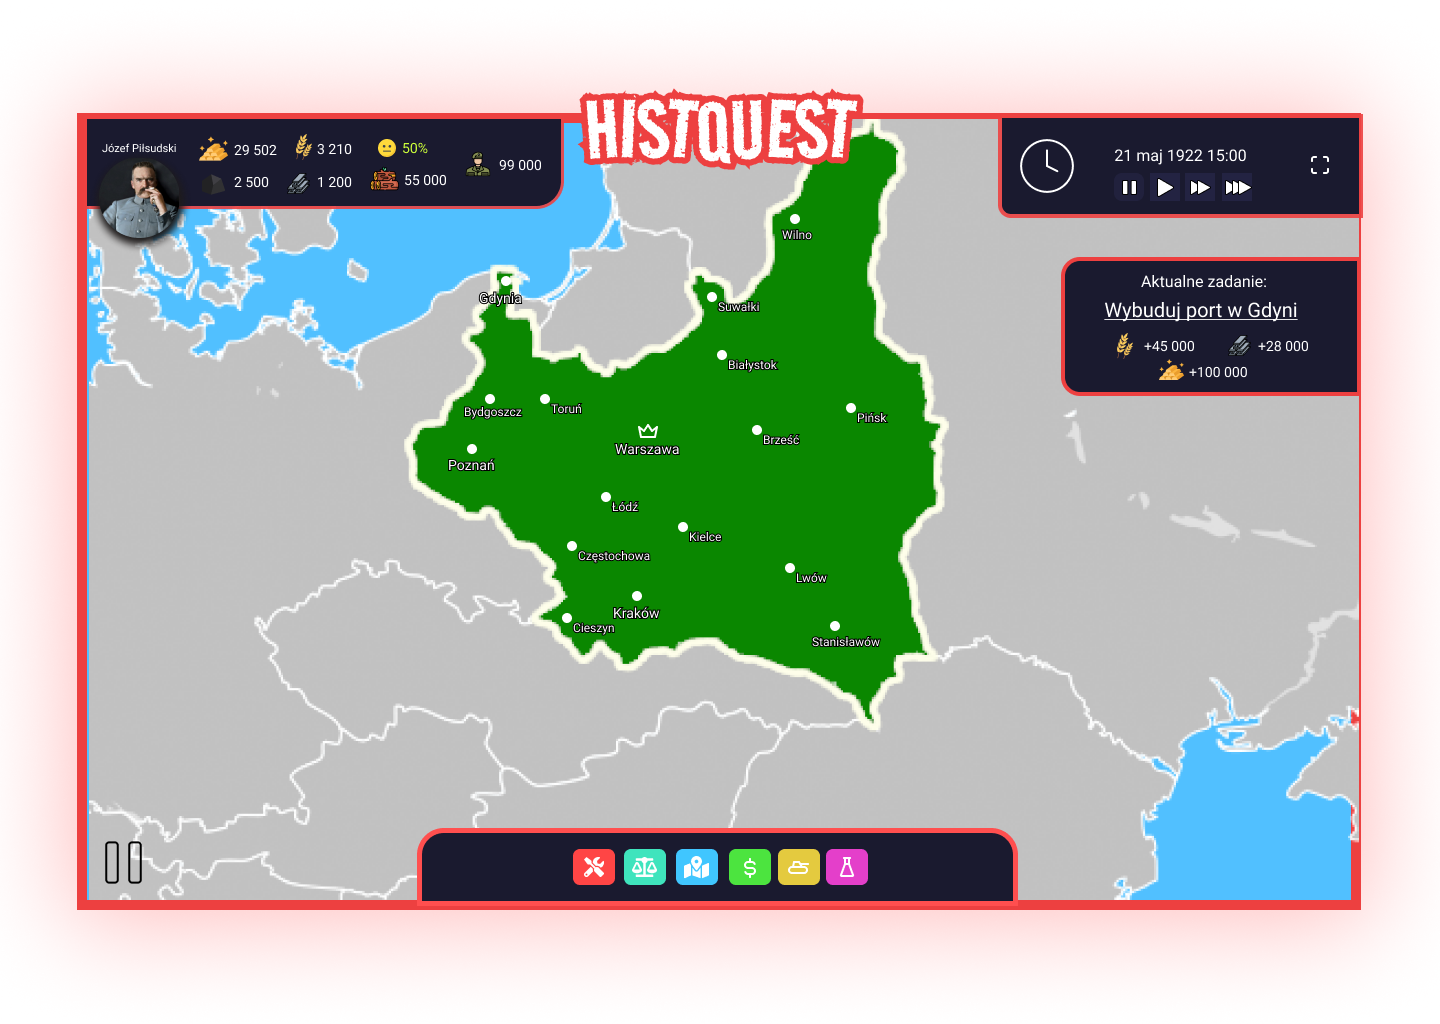 HISTQUEST
Józef Piłsudski
29 502
3 210
50%
99 000
2 500
1 200
55 000
21 maj 1922 15:00
Aktualne zadanie:
Wybuduj port w Gdyni
+45 000
+28 000
+100 000
Wilno
Gdynia
Suwałki
Białystok
Bydgoszcz
Toruń
Pińsk
Warszawa
Brześć
Poznań
Łódź
Kielce
Częstochowa
Lwów
Kraków
Cieszyn
Stanisławów